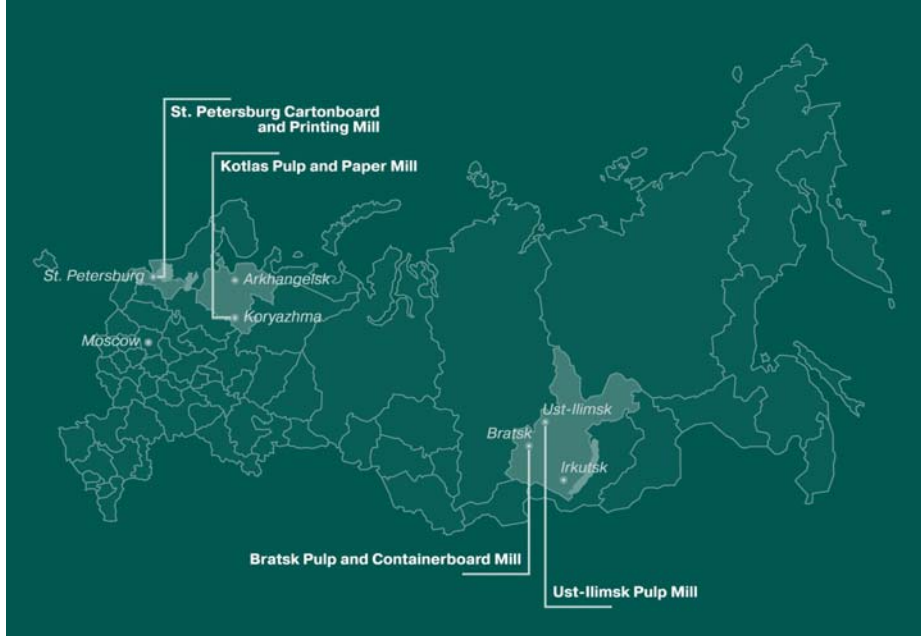 St. Petersburg Cartonboard
and Printing Mill
Kotlas Pulp and Paper Mill
St. Petersburg
Arkhangelsk
Koryazhma
Moscow
Ust-Ilimsk
Bratsk
Irkutsk
Bratsk Pulp and Containerboard Mill
Ust-Ilimsk Pulp Mill